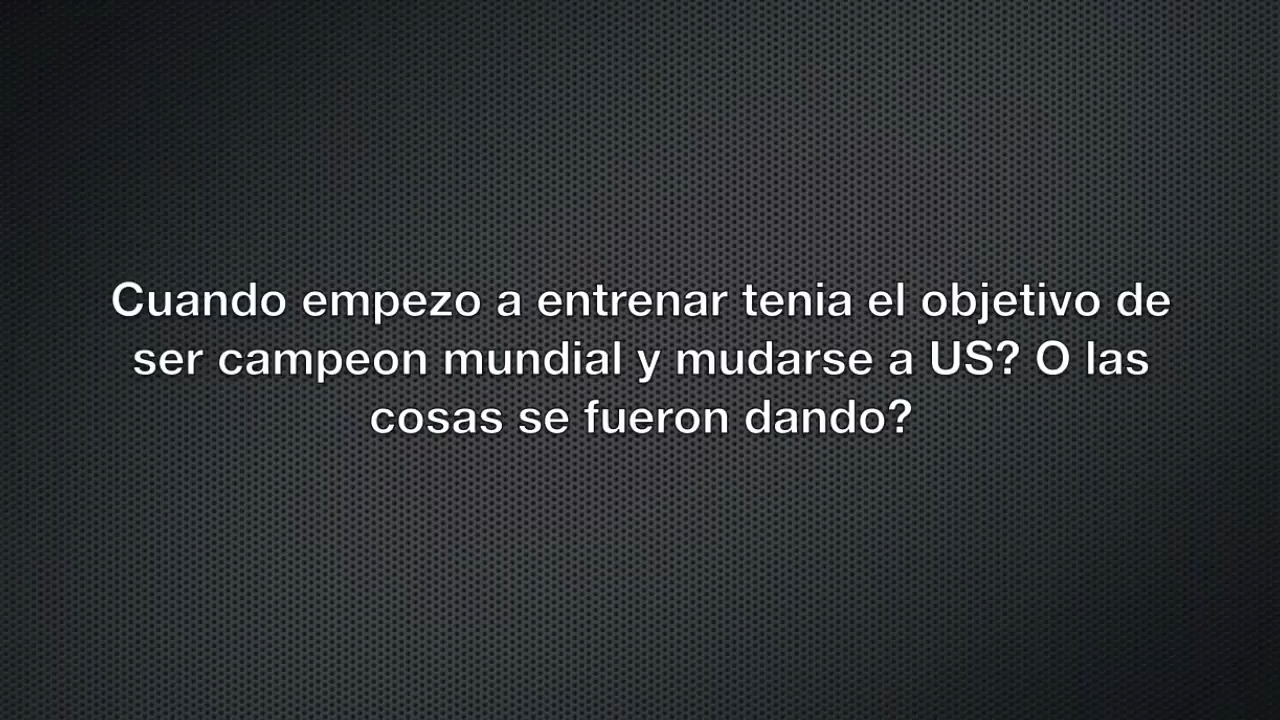 Cuando empezo a entrenar tenia el objetivo de
ser campeon mundial y mudarse a US? O las
cosas se fueron dando?